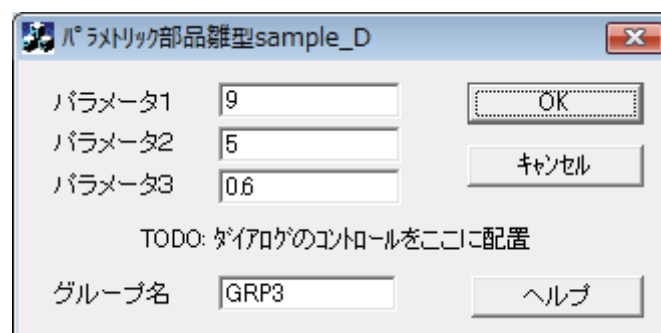 ﾊﾟﾗﾒﾄﾘｯｸ部品雛型sample_D
パラメータ1 9 OK
パラメータ2 5
キャンセル
パラメータ3 0.6
TODO: ﾀﾞｲｱﾛｸﾞのｺﾝﾄﾛｰﾙをここに配置
グループ名 GRP3 ヘルプ